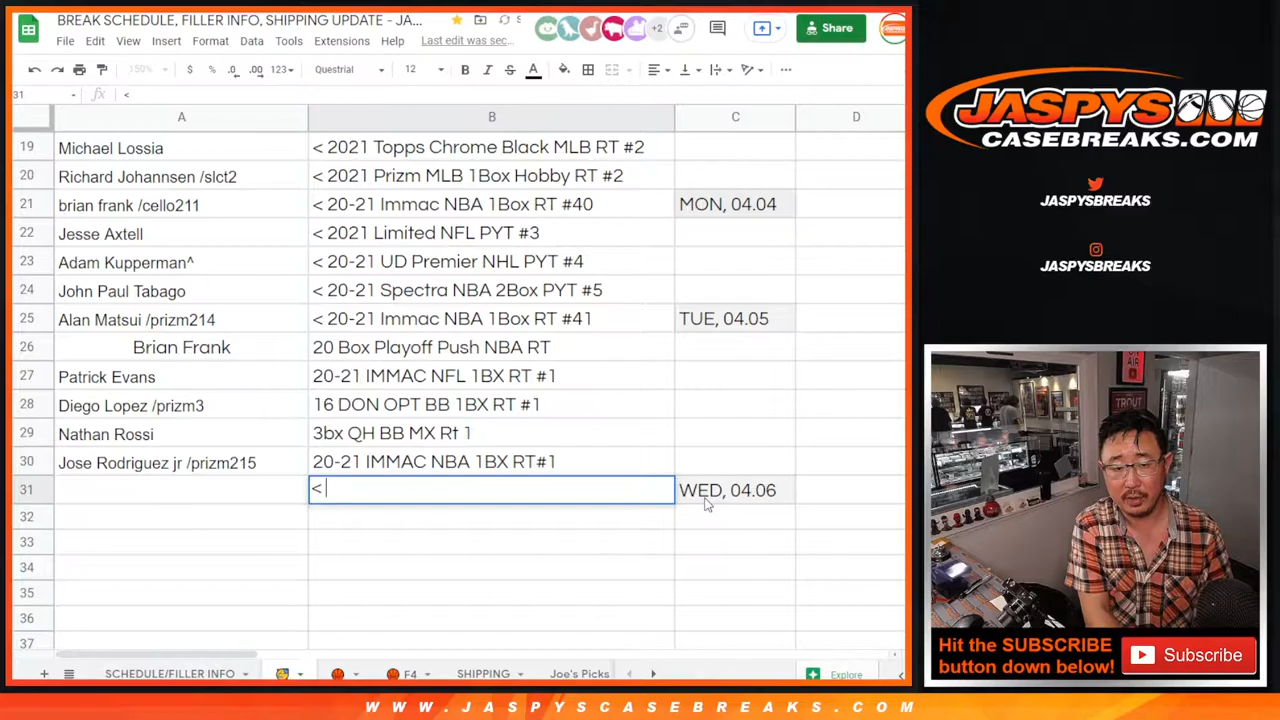 BREAK SCHEDULE, FILLER INFO, SHIPPING UPDATE - JA...
File Edit View Insert Format Data Tools Extensions Help Last edit was sec...
+2
Share
150% $ % .0 .00 123 Questrial 12 B I S A
31 fx <
A B C D
19 Michael Lossia < 2021 Topps Chrome Black MLB RT #2
20 Richard Johannsen /slct2 < 2021 Prizm MLB 1Box Hobby RT #2
21 brian frank /cello211 < 20-21 Immac NBA 1Box RT #40 MON, 04.04
22 Jesse Axtell < 2021 Limited NFL PYT #3
23 Adam Kupperman^ < 20-21 UD Premier NHL PYT #4
24 John Paul Tabago < 20-21 Spectra NBA 2Box PYT #5
25 Alan Matsui /prizm214 < 20-21 Immac NBA 1Box RT #41 TUE, 04.05
26 Brian Frank 20 Box Playoff Push NBA RT
27 Patrick Evans 20-21 IMMAC NFL 1BX RT #1
28 Diego Lopez /prizm3 16 DON OPT BB 1BX RT #1
29 Nathan Rossi 3bx QH BB MX Rt 1
30 Jose Rodriguez jr /prizm215 20-21 IMMAC NBA 1BX RT#1
31 < WED, 04.06
32
33
34
35
36
37
+ SCHEDULE/FILLER INFO F4 SHIPPING Joe's Picks Explore
JASPYS
CASEBREAKS.COM
JASPYSBREAKS
JASPYSBREAKS
ON AIR
TROUT
Hit the SUBSCRIBE
button down below!
Subscribe
WWW.JASPYSCASEBREAKS.COM